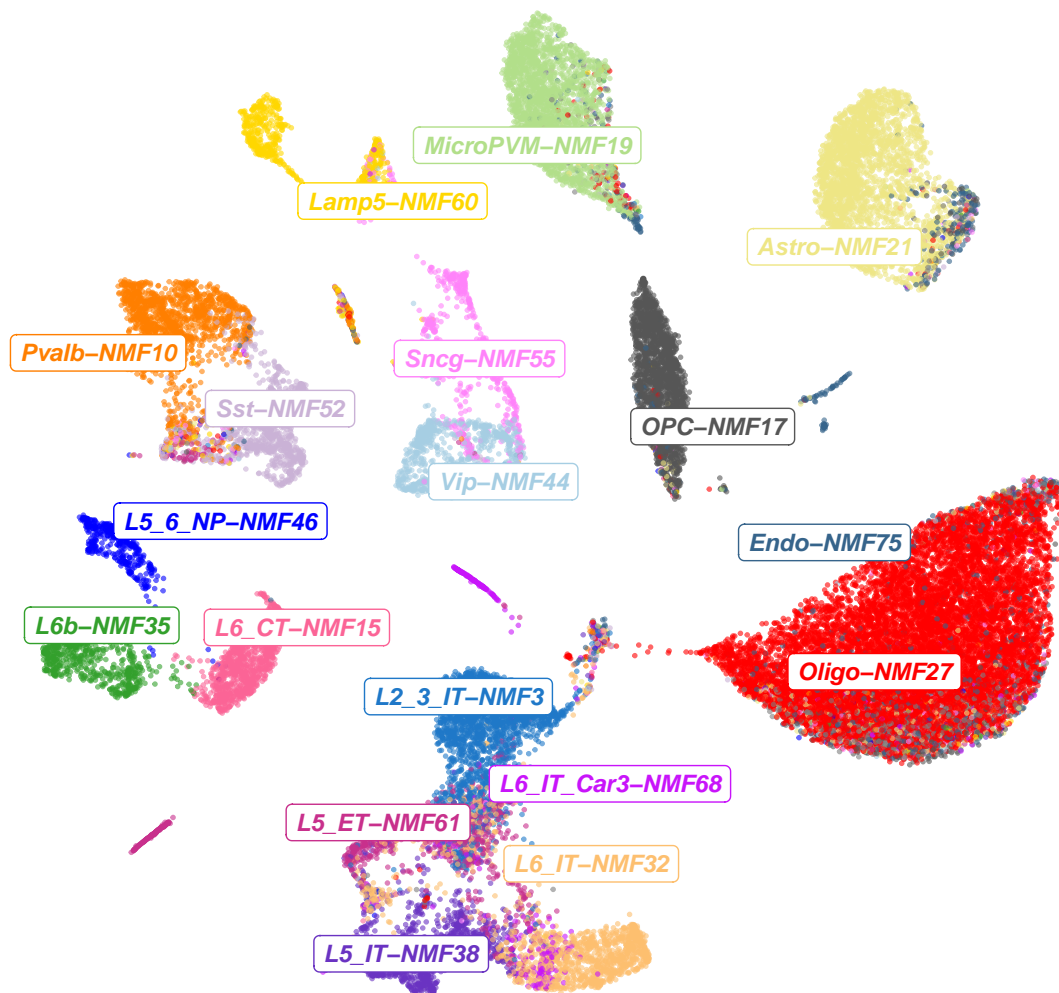 MicroPVM–NMF19
Lamp5–NMF60
Astro–NMF21
Pvalb–NMF10
Sncg–NMF55
Sst–NMF52
OPC–NMF17
Vip–NMF44
L5_6_NP–NMF46
Endo–NMF75
L6b–NMF35
L6_CT–NMF15
Oligo–NMF27
L2_3_IT–NMF3
L6_IT_Car3–NMF68
L5_ET–NMF61
L6_IT–NMF32
L5_IT–NMF38